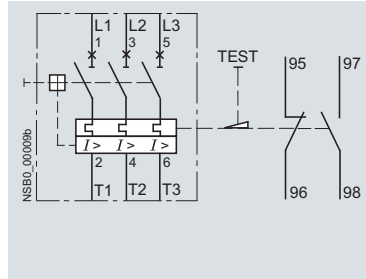 L1 L2 L3
1 3 5
TEST
95 97
I > I > I >
2 4 6
96 98
T1 T2 T3
NSB0_00009b